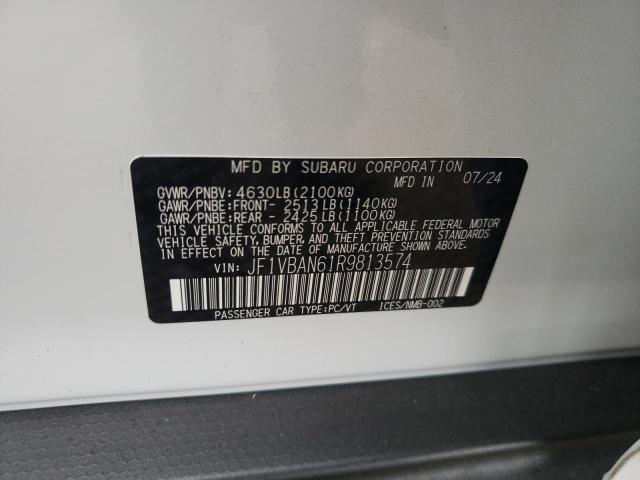 MFD BY SUBARU CORPORATION
MFD IN 07/24
GVWR/PNBV: 4630LB(2100KG)
GAWR/PNBE:FRONT- 2513LB(1140KG)
GAWR/PNBE:REAR - 2425LB(1100KG)
THIS VEHICLE CONFORMS TO ALL APPLICABLE FEDERAL MOTOR
VEHICLE SAFETY, BUMPER, AND THEFT PREVENTION STANDARDS
IN EFFECT ON THE DATE OF MANUFACTURE SHOWN ABOVE.
VIN: JF1VBAN61R9813574
PASSENGER CAR TYPE:PC/VT ICES/NMB-002